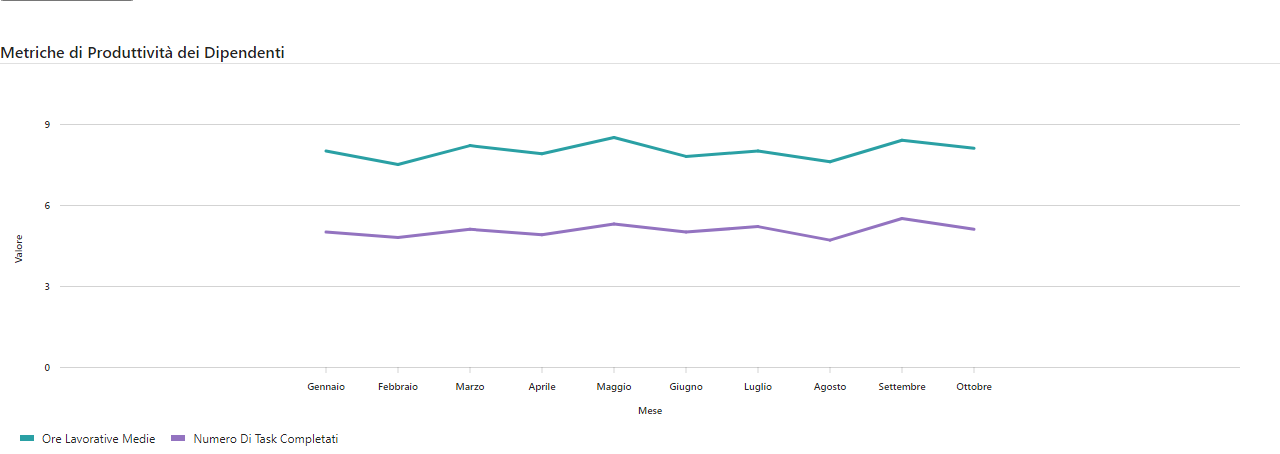 Metriche di Produttività dei Dipendenti
9
6
3
0
Valore
Gennaio Febbraio Marzo Aprile Maggio Giugno Luglio Agosto Settembre Ottobre
Mese
Ore Lavorative Medie Numero Di Task Completati